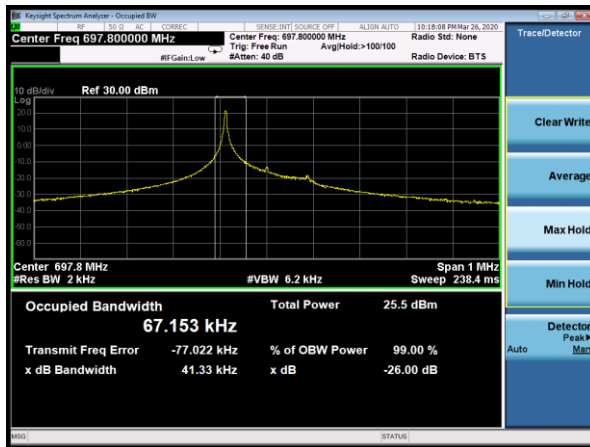 Keysight Spectrum Analyzer - Occupied BW
RF 50 Ω AC CORREC SENSE:INT SOURCE OFF ALIGN AUTO 10:18:08 PM Mar 26, 2020
Center Freq 697.800000 MHz Center Freq: 697.800000 MHz Radio Std: None
Trig: Free Run Avg|Hold:>100/100
#IFGain:Low #Atten: 40 dB Radio Device: BTS
Trace/Detector
10 dB/div Ref 30.00 dBm
Log
20.0
10.0
0.00
-10.0
-20.0
-30.0
-40.0
-50.0
-60.0
Center 697.8 MHz Span 1 MHz
#Res BW 2 kHz #VBW 6.2 kHz Sweep 238.4 ms
Occupied Bandwidth Total Power 25.5 dBm
67.153 kHz
Transmit Freq Error -77.022 kHz % of OBW Power 99.00 %
x dB Bandwidth 41.33 kHz x dB -26.00 dB
Clear Write
Average
Max Hold
Min Hold
Detector
Peak
Auto Man
MSG STATUS